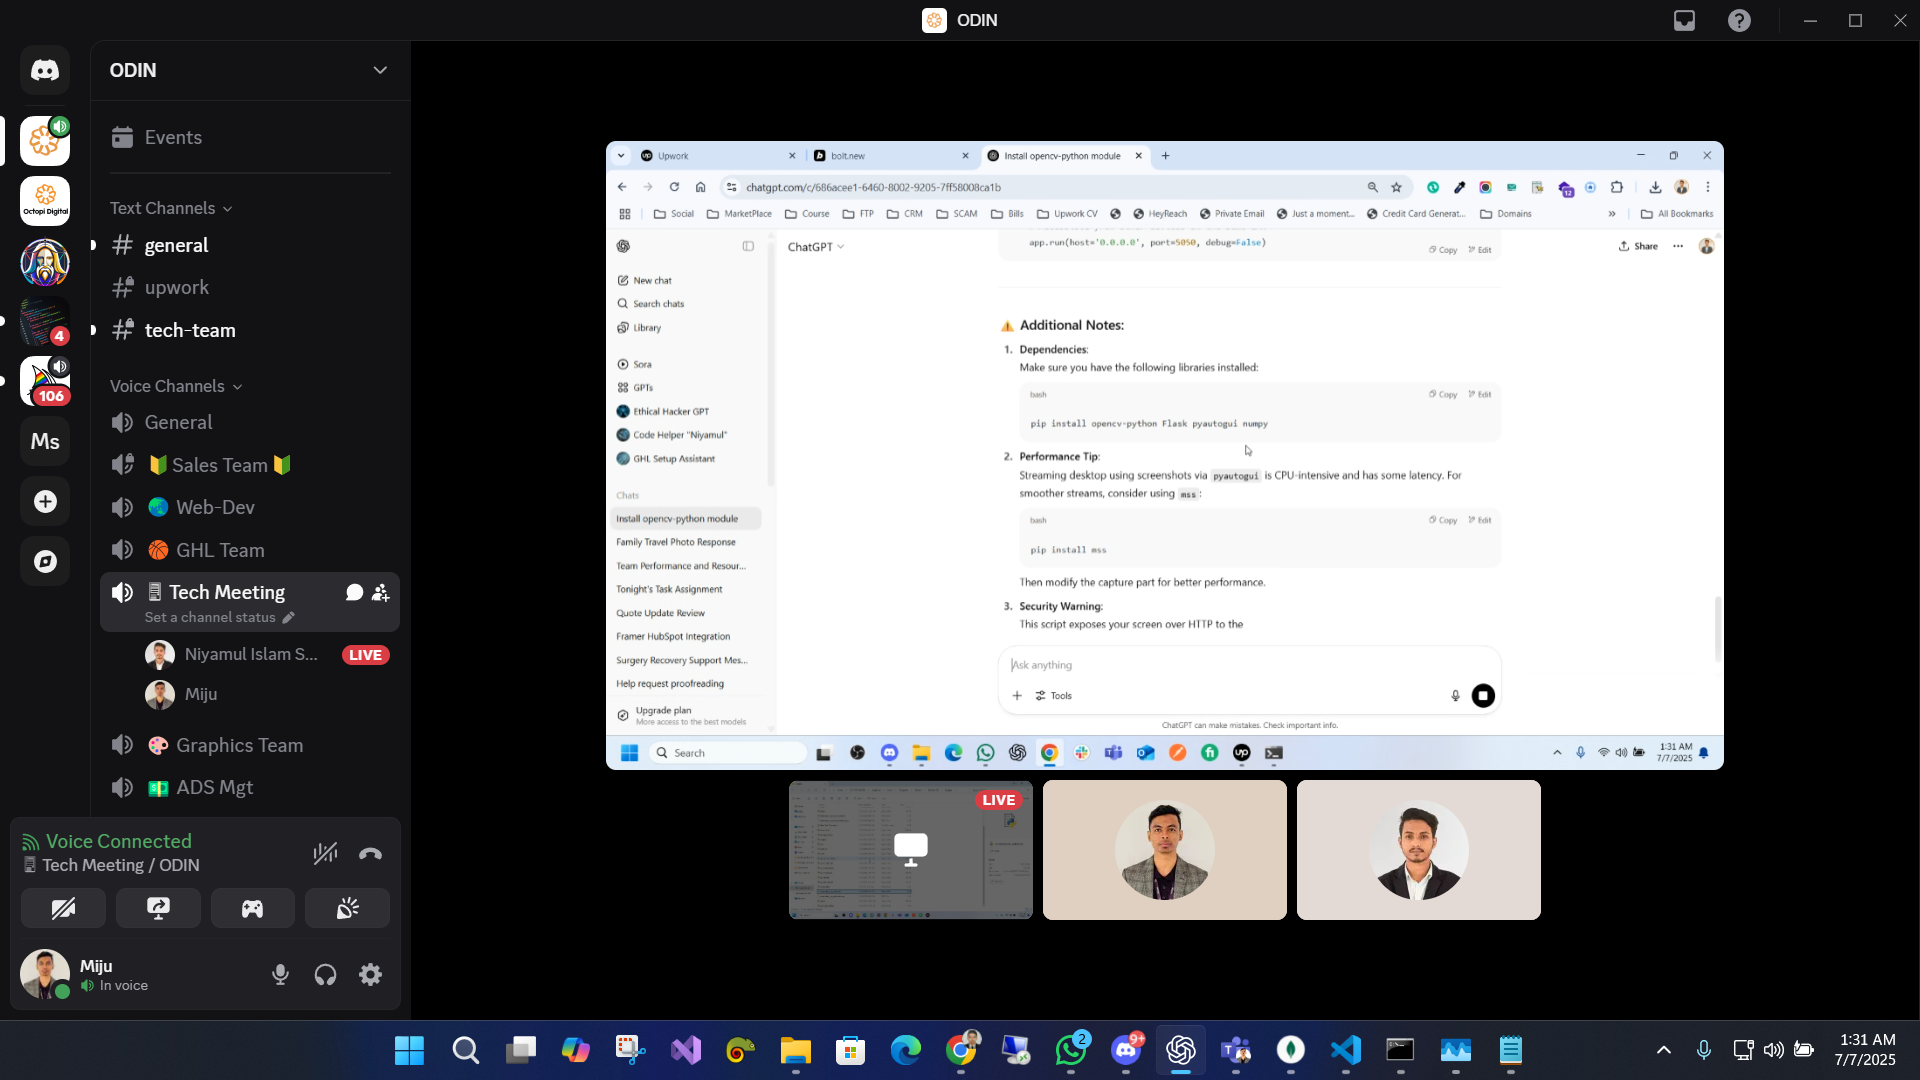 ODIN
ODIN
Events
Text Channels
general
upwork
tech-team
Voice Channels
General
Sales Team
Web-Dev
GHL Team
Tech Meeting
Set a channel status
Niyamul Islam S...
LIVE
Miju
Graphics Team
ADS Mgt
Voice Connected
Tech Meeting / ODIN
Miju
In voice
Octopi Digital
4
106
Ms
Upwork
bolt.new
Install opencv-python module
chatgpt.com/c/686acee1-6460-8002-9205-7ff58008ca1b
12
Social
MarketPlace
Course
FTP
CRM
SCAM
Bills
Upwork CV
HeyReach
Private Email
Just a moment...
Credit Card Generat...
Domains
All Bookmarks
ChatGPT
Share
New chat
Search chats
Library
Sora
GPTs
Ethical Hacker GPT
Code Helper "Niyamul"
GHL Setup Assistant
Chats
Install opencv-python module
Family Travel Photo Response
Team Performance and Resour...
Tonight's Task Assignment
Quote Update Review
Framer HubSpot Integration
Surgery Recovery Support Mes...
Help request proofreading
Upgrade plan
More access to the best models
app.run(host='0.0.0.0', port=5050, debug=False)
Copy
Edit
Additional Notes:
1. Dependencies:
Make sure you have the following libraries installed:
bash
Copy
Edit
pip install opencv-python Flask pyautogui numpy
2. Performance Tip:
Streaming desktop using screenshots via pyautogui is CPU-intensive and has some latency. For
smoother streams, consider using mss:
bash
Copy
Edit
pip install mss
Then modify the capture part for better performance.
3. Security Warning:
This script exposes your screen over HTTP to the
Ask anything
Tools
ChatGPT can make mistakes. Check important info.
Search
1:31 AM
7/7/2025
LIVE
2
9+
1:31 AM
7/7/2025